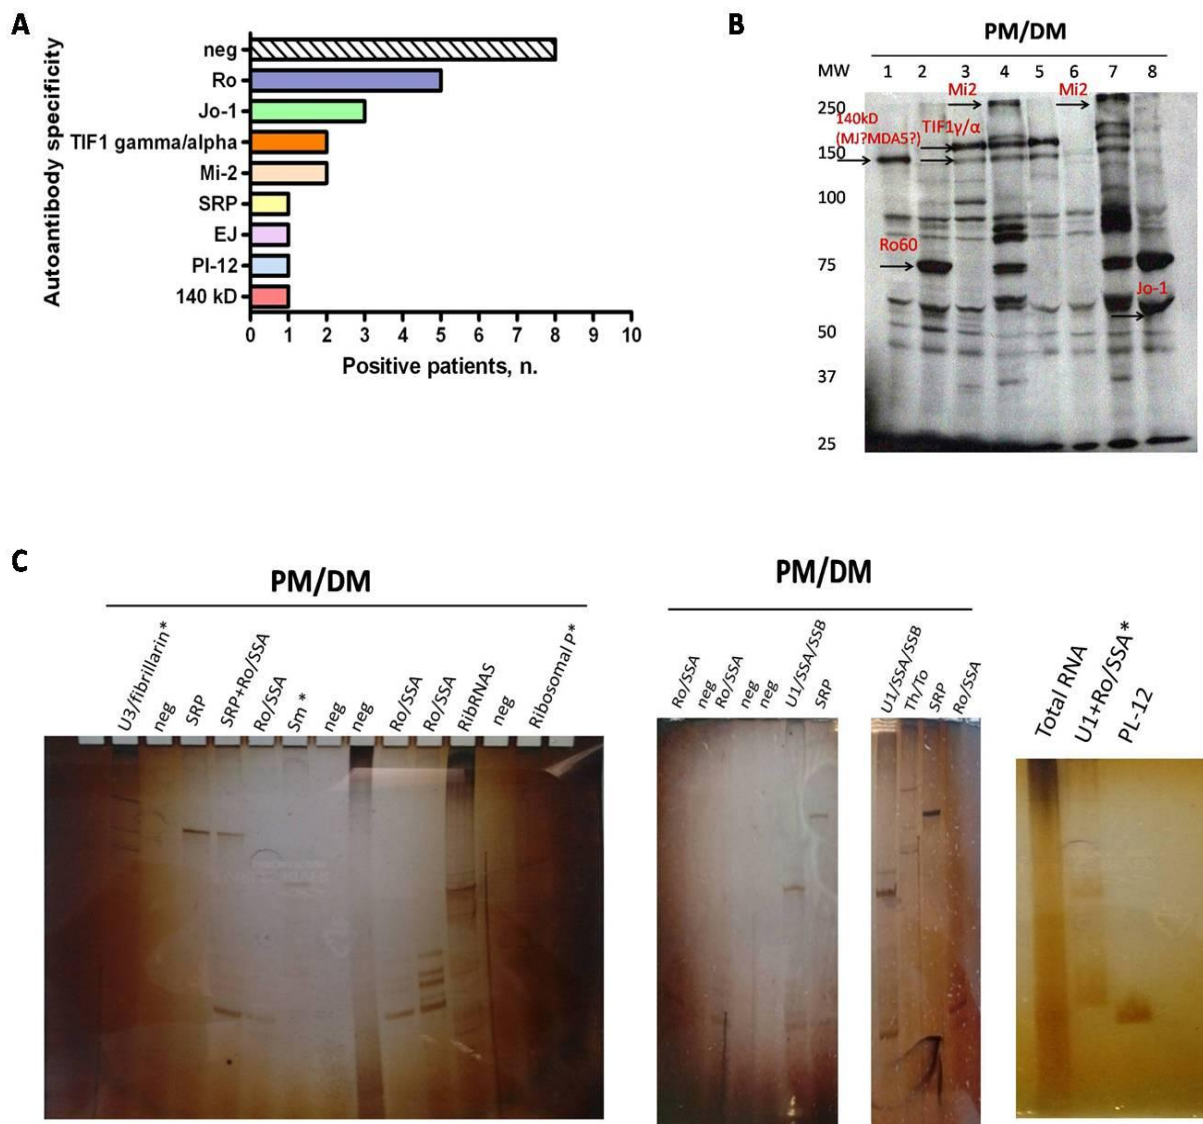 A
Autoantibody specificity
neg
Ro
Jo-1
TIF1 gamma/alpha
Mi-2
SRP
EJ
PI-12
140 kD
0 1 2 3 4 5 6 7 8 9 10
Positive patients, n.
B
PM/DM
MW 1 2 3 4 5 6 7 8
250
150
100
75
50
37
25
Mi2
Mi2
140kD
(MJ?MDA5?)
TIF1γ/α
Ro60
Jo-1
C
PM/DM
U3/fibrillarin*
neg
SRP
SRP+Ro/SSA
Ro/SSA
Sm*
neg
neg
Ro/SSA
Ro/SSA
RibRNAS
neg
Ribosomal P*
PM/DM
Ro/SSA
neg
Ro/SSA
neg
neg
U1/SSA/SSB
SRP
U1/SSA/SSB
Th/To
SRP
Ro/SSA
Total RNA
U1+Ro/SSA*
PL-12